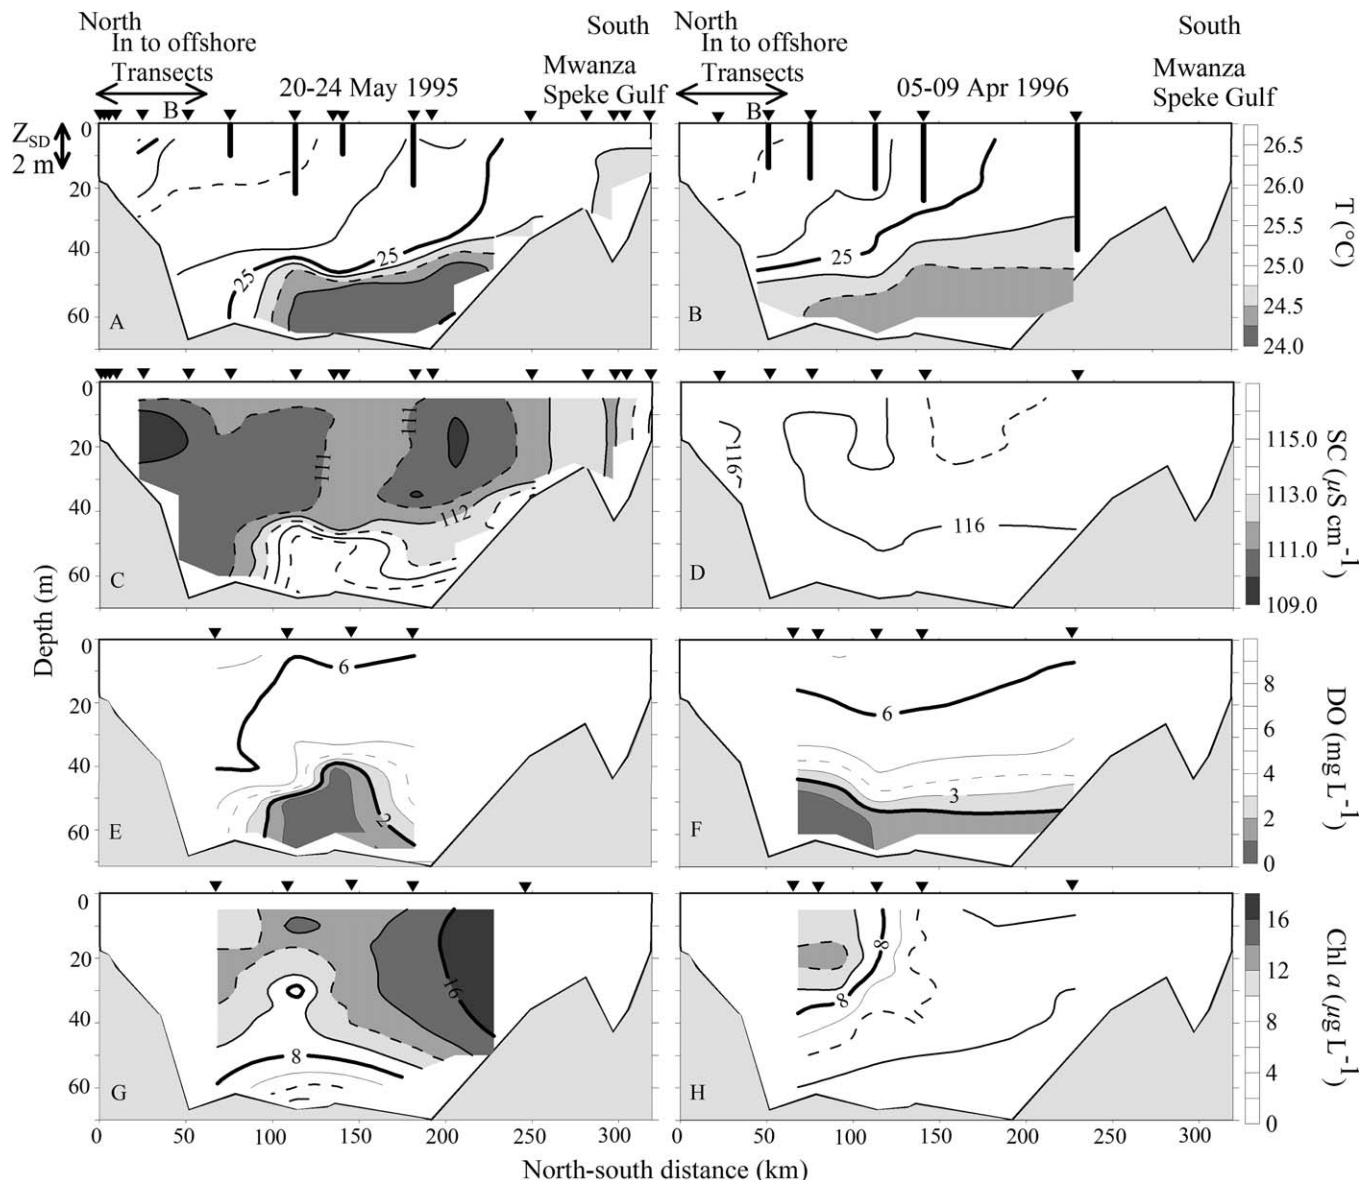 North
In to offshore
Transects
B
20-24 May 1995
South
Mwanza
Speke Gulf
North
In to offshore
Transects
B
05-09 Apr 1996
South
Mwanza
Speke Gulf
Z_SD
2 m
0
20
40
60
A
25
25
B
25
26.5
26.0
25.5
25.0
24.5
24.0
T (°C)
0
20
40
60
C
111
111
112
D
116
116
115.0
113.0
111.0
109.0
SC (µS cm⁻¹)
Depth (m)
0
20
40
60
E
6
2
F
6
3
8
6
4
2
0
DO (mg L⁻¹)
0
20
40
60
G
16
8
H
8
8
16
12
8
4
0
Chl a (µg L⁻¹)
0 50 100 150 200 250 300
0 50 100 150 200 250 300
North-south distance (km)